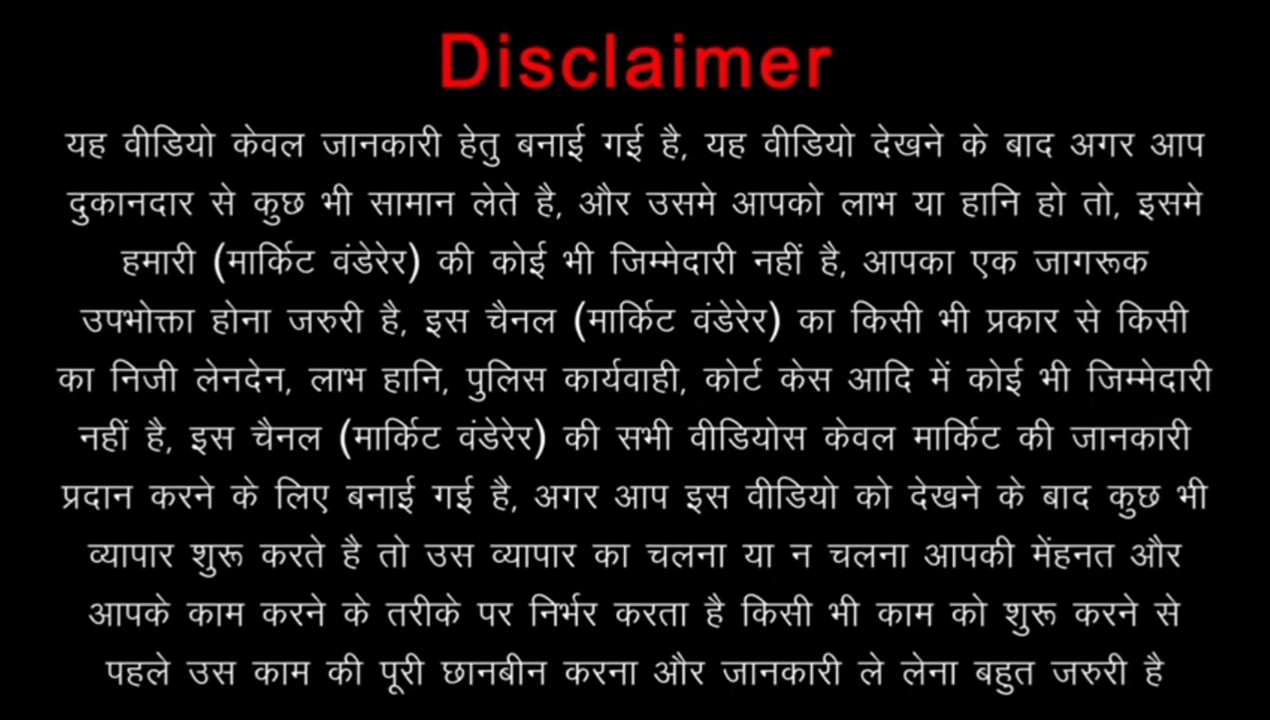 Disclaimer
यह वीडियो केवल जानकारी हेतु बनाई गई है, यह वीडियो देखने के बाद अगर आप
दुकानदार से कुछ भी सामान लेते है, और उसमे आपको लाभ या हानि हो तो, इसमे
हमारी (मार्किट वंडेरेर) की कोई भी जिम्मेदारी नहीं है, आपका एक जागरूक
उपभोक्ता होना जरुरी है, इस चैनल (मार्किट वंडेरेर) का किसी भी प्रकार से किसी
का निजी लेनदेन, लाभ हानि, पुलिस कार्यवाही, कोर्ट केस आदि में कोई भी जिम्मेदारी
नहीं है, इस चैनल (मार्किट वंडेरेर) की सभी वीडियोस केवल मार्किट की जानकारी
प्रदान करने के लिए बनाई गई है, अगर आप इस वीडियो को देखने के बाद कुछ भी
व्यापार शुरू करते है तो उस व्यापार का चलना या न चलना आपकी मेंहनत और
आपके काम करने के तरीके पर निर्भर करता है किसी भी काम को शुरू करने से
पहले उस काम की पूरी छानबीन करना और जानकारी ले लेना बहुत जरुरी है